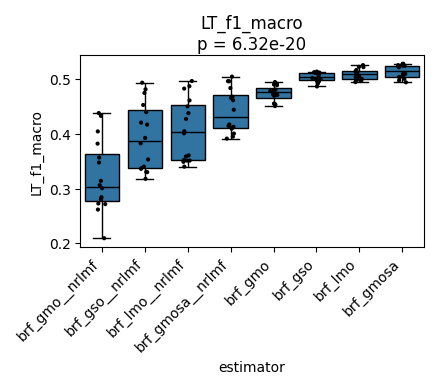 LT_f1_macro
p = 6.32e-20
LT_f1_macro
0.5
0.4
0.3
0.2
brf_gmo__nrlmf
brf_gso__nrlmf
brf_lmo__nrlmf
brf_gmosa__nrlmf
brf_gmo
brf_gso
brf_lmo
brf_gmosa
estimator